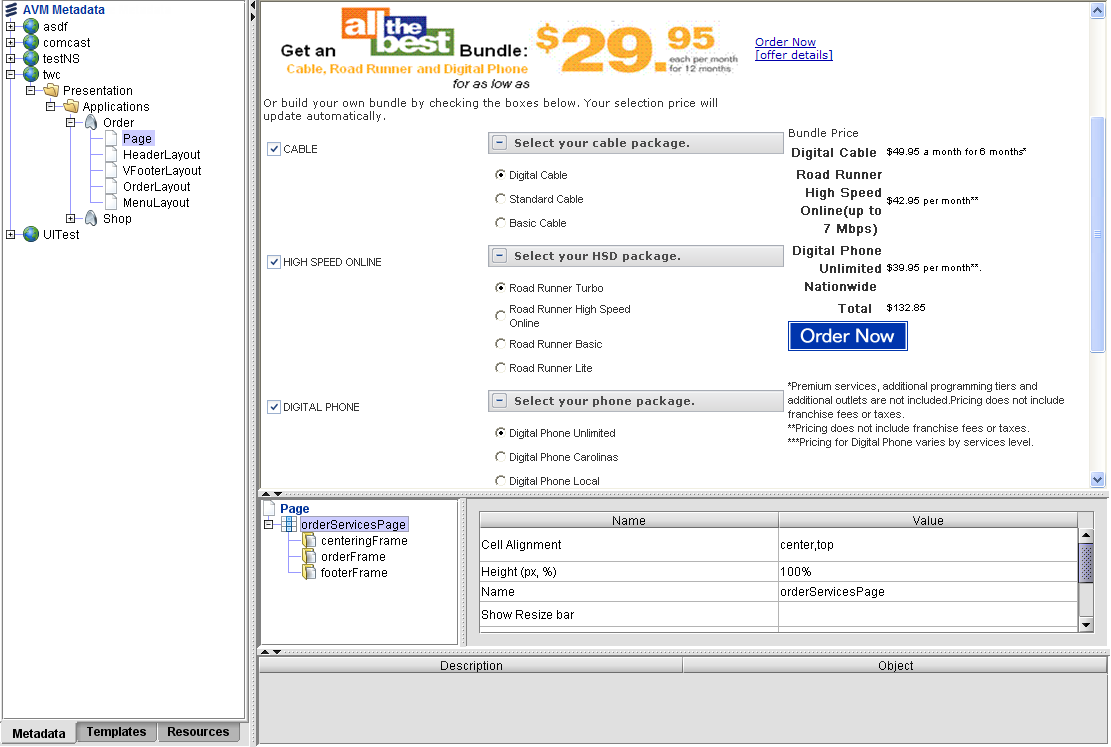 AVM Metadata
asdf
comcast
testNS
twc
Presentation
Applications
Order
Page
HeaderLayout
VFooterLayout
OrderLayout
MenuLayout
Shop
UITest
Metadata
Templates
Resources
Get an all the best Bundle:
Cable, Road Runner and Digital Phone
for as low as
$29.95
each per month
for 12 months
Order Now
[offer details]
Or build your own bundle by checking the boxes below. Your selection price will
update automatically.
CABLE
Select your cable package.
Digital Cable
Standard Cable
Basic Cable
HIGH SPEED ONLINE
Select your HSD package.
Road Runner Turbo
Road Runner High Speed
Online
Road Runner Basic
Road Runner Lite
DIGITAL PHONE
Select your phone package.
Digital Phone Unlimited
Digital Phone Carolinas
Digital Phone Local
Bundle Price
Digital Cable $49.95 a month for 6 months*
Road Runner
High Speed
Online(up to
7 Mbps)
$42.95 per month**
Digital Phone
Unlimited
Nationwide
$39.95 per month**.
Total $132.85
Order Now
*Premium services, additional programming tiers and
additional outlets are not included.Pricing does not include
franchise fees or taxes.
**Pricing does not include franchise fees or taxes.
***Pricing for Digital Phone varies by services level.
Page
orderServicesPage
centeringFrame
orderFrame
footerFrame
Name Value
Cell Alignment center,top
Height (px, %) 100%
Name orderServicesPage
Show Resize bar
Description Object